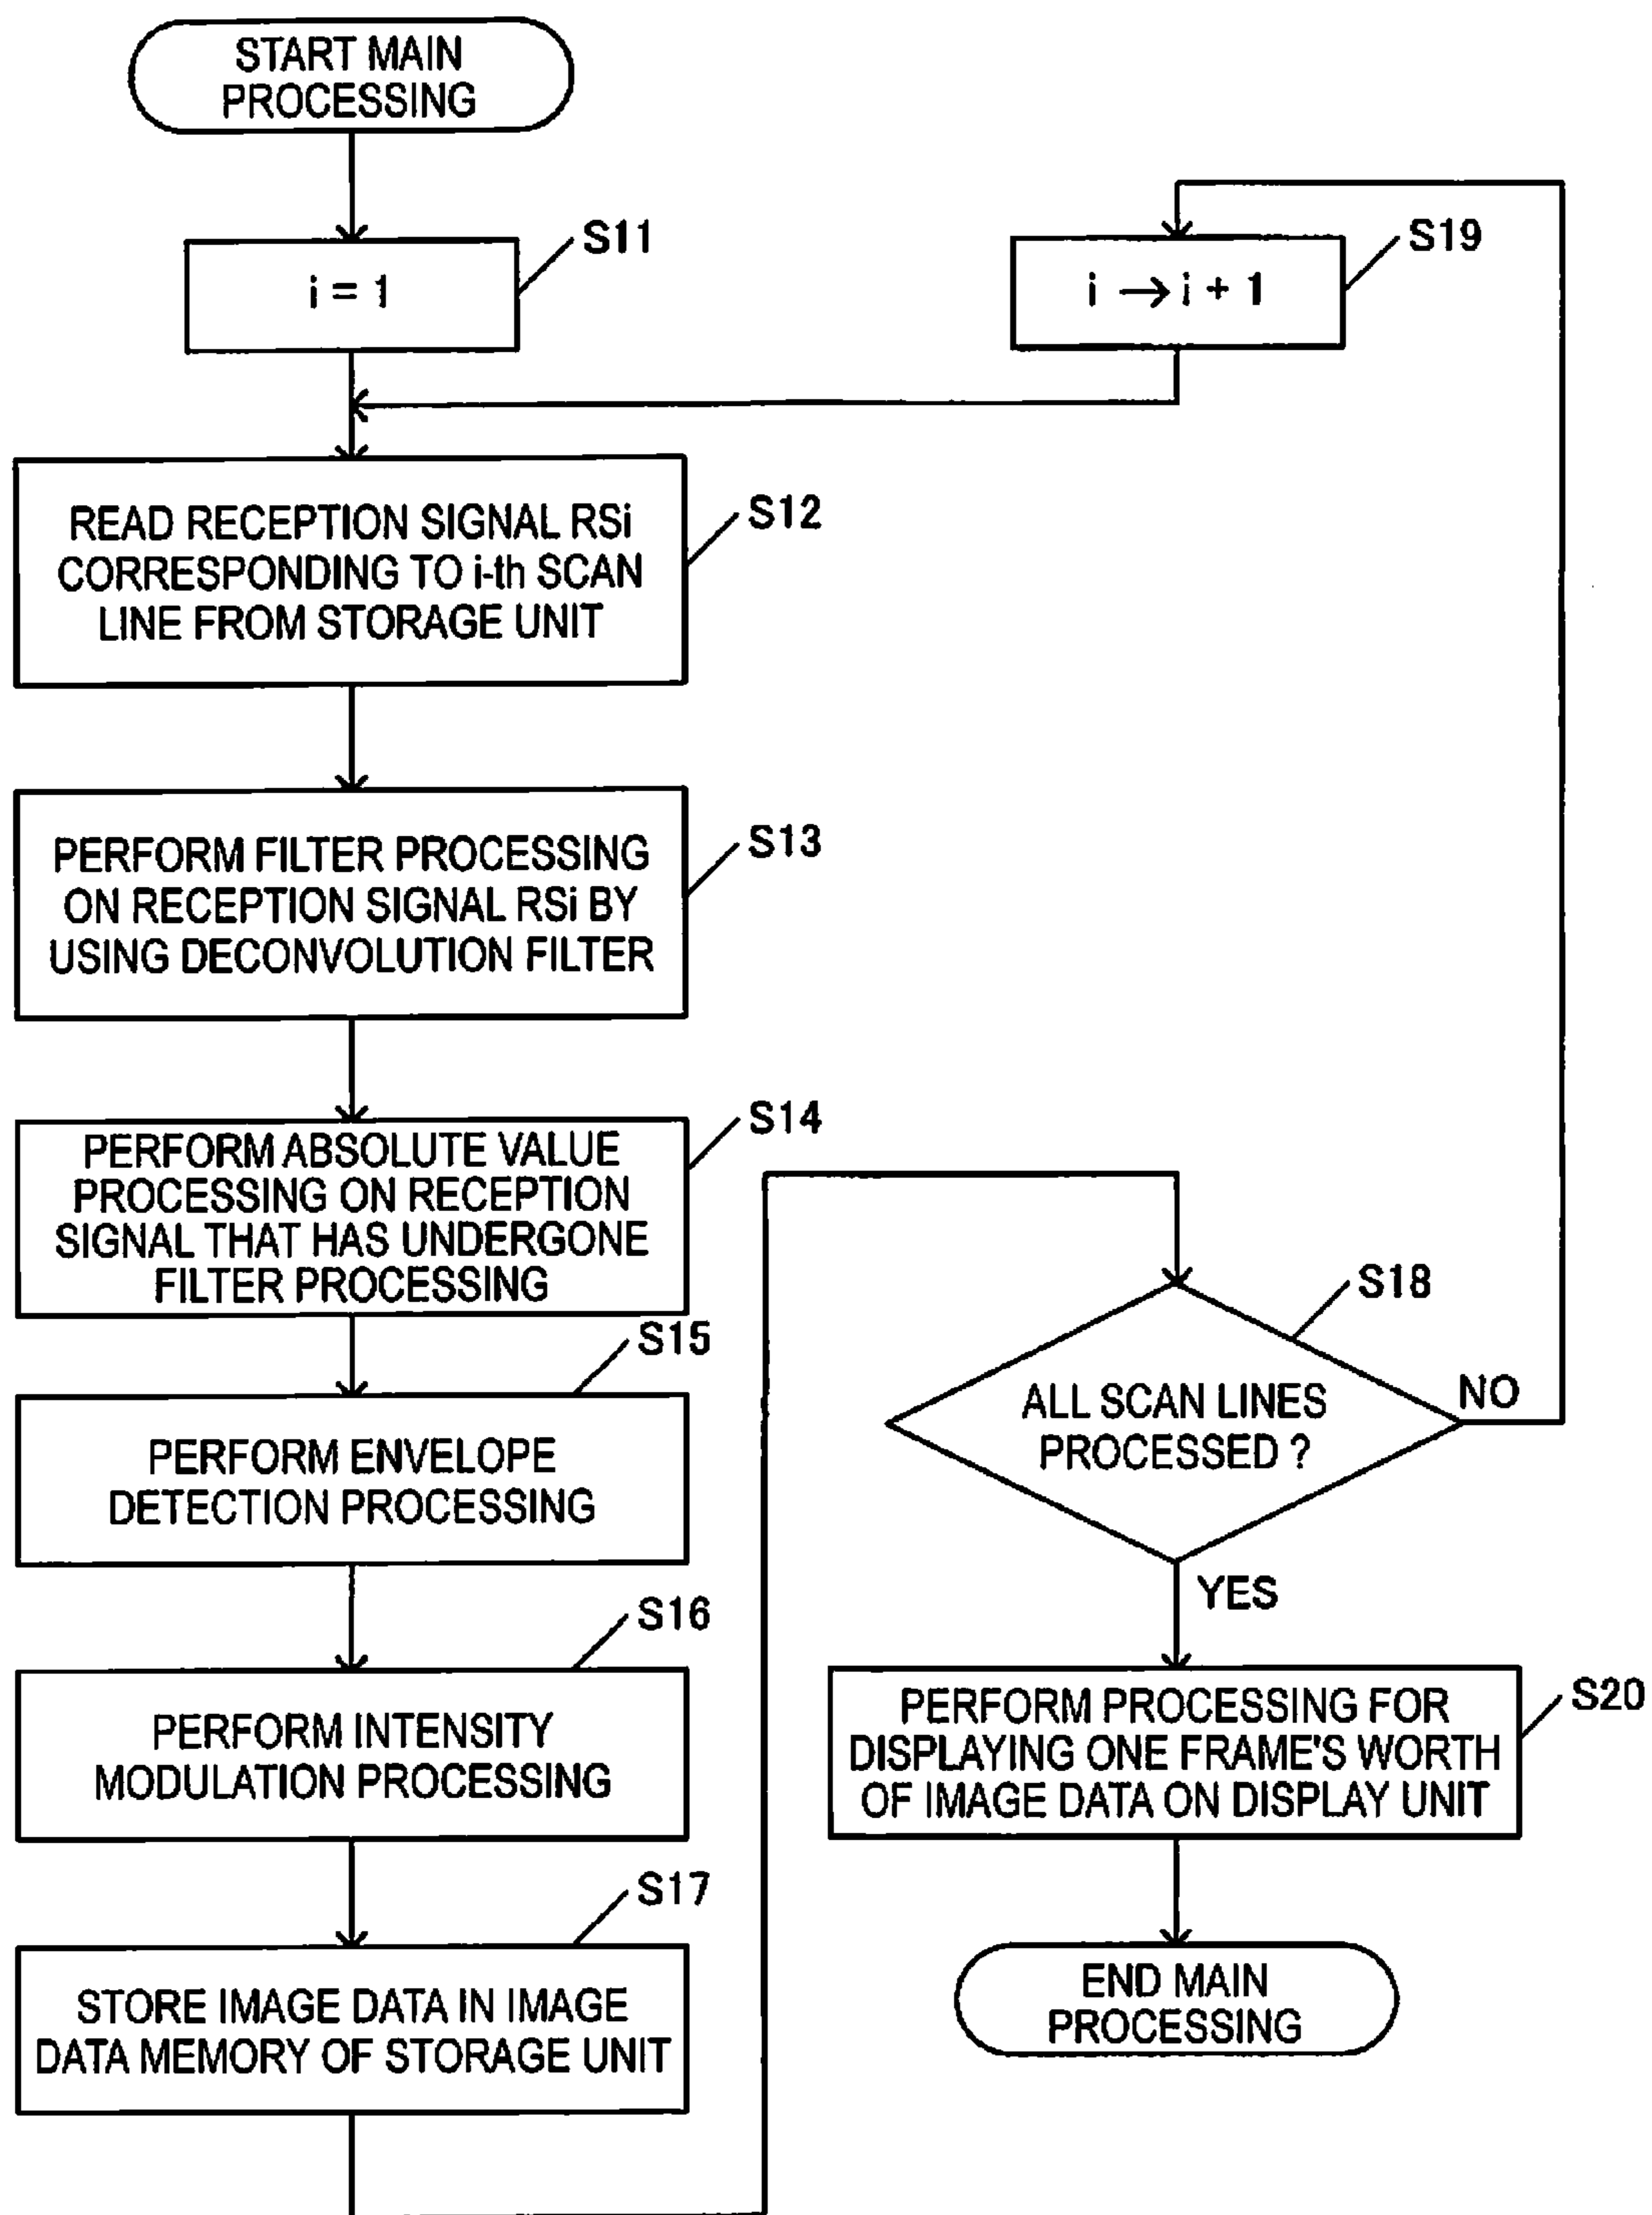 START MAIN
PROCESSING
i = 1
S11
READ RECEPTION SIGNAL RSi
CORRESPONDING TO i-th SCAN
LINE FROM STORAGE UNIT
S12
PERFORM FILTER PROCESSING
ON RECEPTION SIGNAL RSi BY
USING DECONVOLUTION FILTER
S13
PERFORM ABSOLUTE VALUE
PROCESSING ON RECEPTION
SIGNAL THAT HAS UNDERGONE
FILTER PROCESSING
S14
PERFORM ENVELOPE
DETECTION PROCESSING
S15
PERFORM INTENSITY
MODULATION PROCESSING
S16
STORE IMAGE DATA IN IMAGE
DATA MEMORY OF STORAGE UNIT
S17
ALL SCAN LINES
PROCESSED ?
S18
NO
YES
i → i + 1
S19
PERFORM PROCESSING FOR
DISPLAYING ONE FRAME'S WORTH
OF IMAGE DATA ON DISPLAY UNIT
S20
END MAIN
PROCESSING